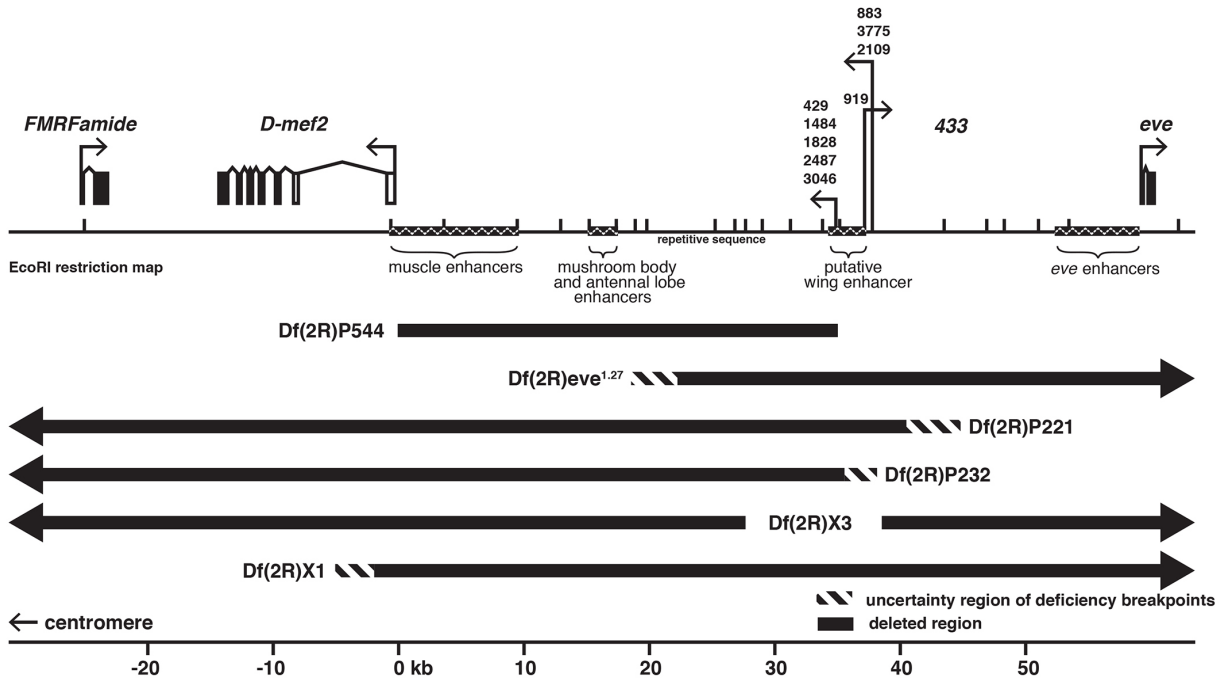 883
3775
2109
919
429
1484
1828
2487
3046
FMRFamide
D-mef2
433
eve
repetitive sequence
EcoRI restriction map
muscle enhancers
mushroom body
and antennal lobe
enhancers
putative
wing enhancer
eve enhancers
Df(2R)P544
Df(2R)eve1.27
Df(2R)P221
Df(2R)P232
Df(2R)X3
Df(2R)X1
uncertainty region of deficiency breakpoints
deleted region
centromere
-20 -10 0 kb 10 20 30 40 50